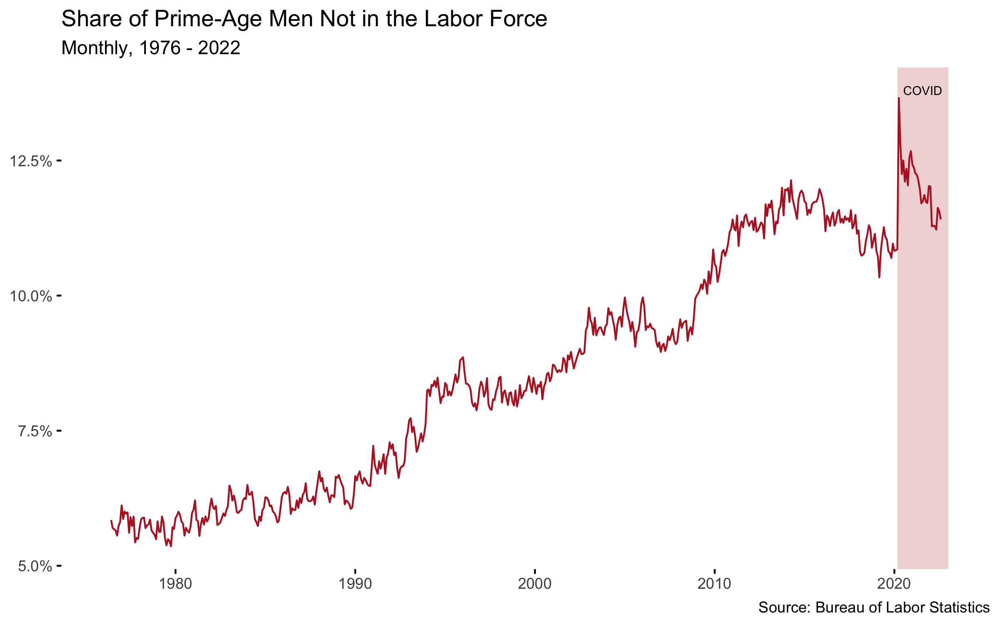 Share of Prime-Age Men Not in the Labor Force
Monthly, 1976 - 2022
COVID
12.5%
10.0%
7.5%
5.0%
1980 1990 2000 2010 2020
Source: Bureau of Labor Statistics